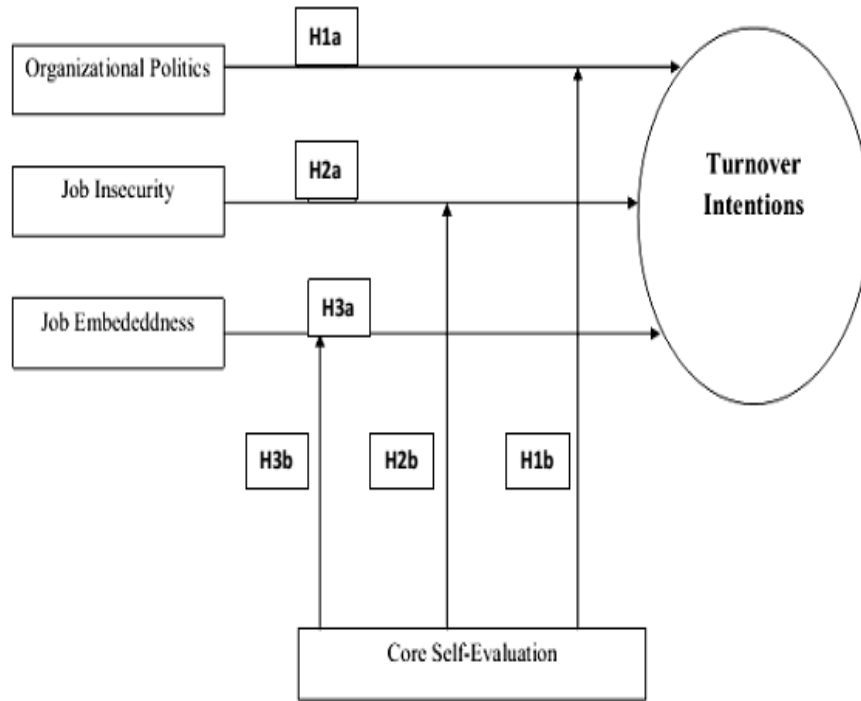 H1a
Organizational Politics
H2a
Job Insecurity
Turnover
Intentions
H3a
Job Embededdness
H3b
H2b
H1b
Core Self-Evaluation